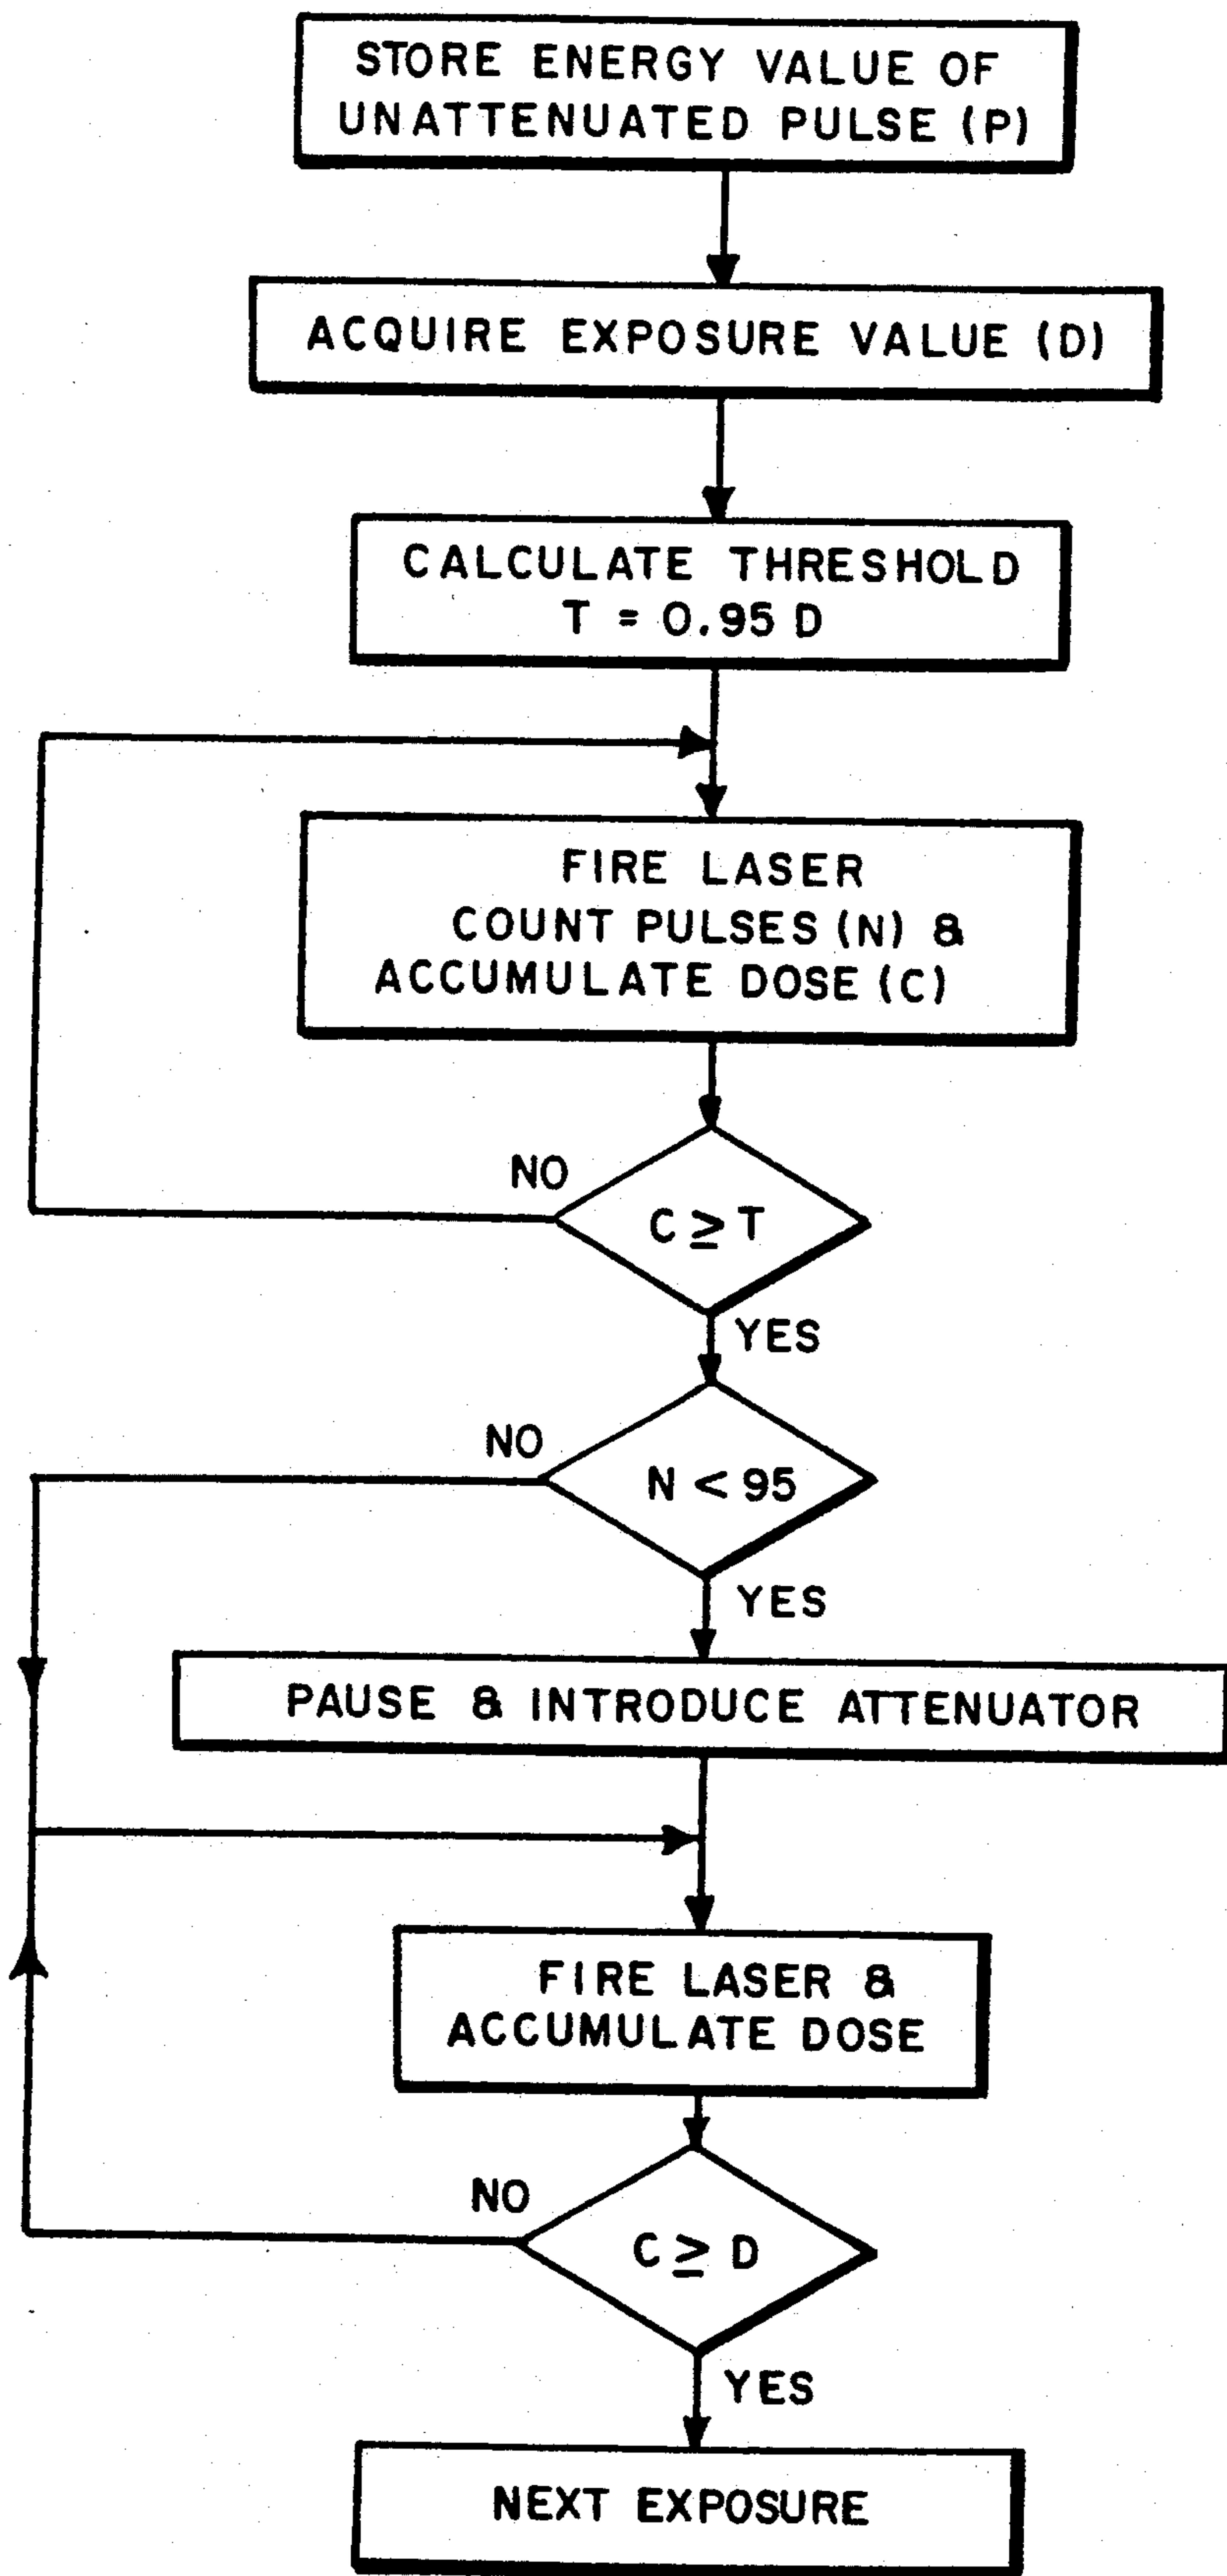 STORE ENERGY VALUE OF
UNATTENUATED PULSE (P)
ACQUIRE EXPOSURE VALUE (D)
CALCULATE THRESHOLD
T = 0.95 D
FIRE LASER
COUNT PULSES (N) &
ACCUMULATE DOSE (C)
NO
C ≥ T
YES
NO
N < 95
YES
PAUSE & INTRODUCE ATTENUATOR
FIRE LASER &
ACCUMULATE DOSE
NO
C ≥ D
YES
NEXT EXPOSURE